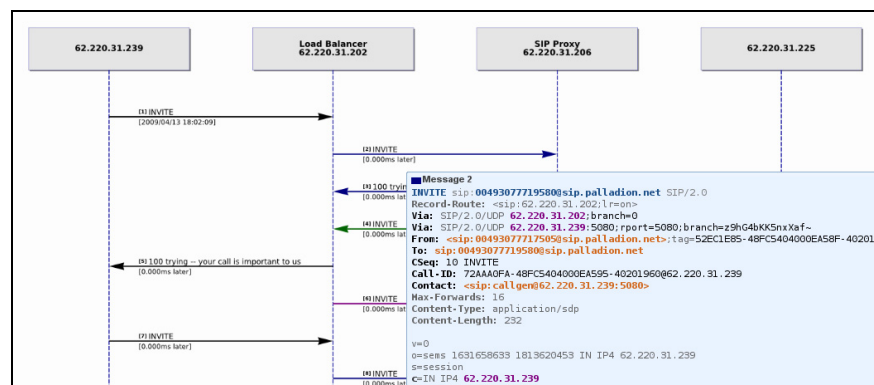 62.220.31.239
Load Balancer
62.220.31.202
SIP Proxy
62.220.31.206
62.220.31.225
[1] INVITE
[2009/04/13 18:02:09]
[2] INVITE
[0.000ms later]
[3] 100 trying
[0.000ms later]
[4] INVITE
[0.000ms later]
[5] 100 trying -- your call is important to us
[0.000ms later]
[6] INVITE
[0.000ms later]
[7] INVITE
[0.000ms later]
[8] INVITE
[0.000ms later]
Message 2
INVITE sip:00493077719580@sip.palladion.net SIP/2.0
Record-Route: <sip:62.220.31.202;lr=on>
Via: SIP/2.0/UDP 62.220.31.202;branch=0
Via: SIP/2.0/UDP 62.220.31.239:5080;rport=5080;branch=z9hG4bKK5nxXaf~
From: <sip:00493077717505@sip.palladion.net>;tag=52EC1E85-48FC5404000EA58F-40201
To: sip:00493077719580@sip.palladion.net
CSeq: 10 INVITE
Call-ID: 72AAA0FA-48FC5404000EA595-40201960@62.220.31.239
Contact: <sip:callgen@62.220.31.239:5080>
Max-Forwards: 16
Content-Type: application/sdp
Content-Length: 232
v=0
o=sems 1631658633 1813620453 IN IP4 62.220.31.239
s=session
c=IN IP4 62.220.31.239